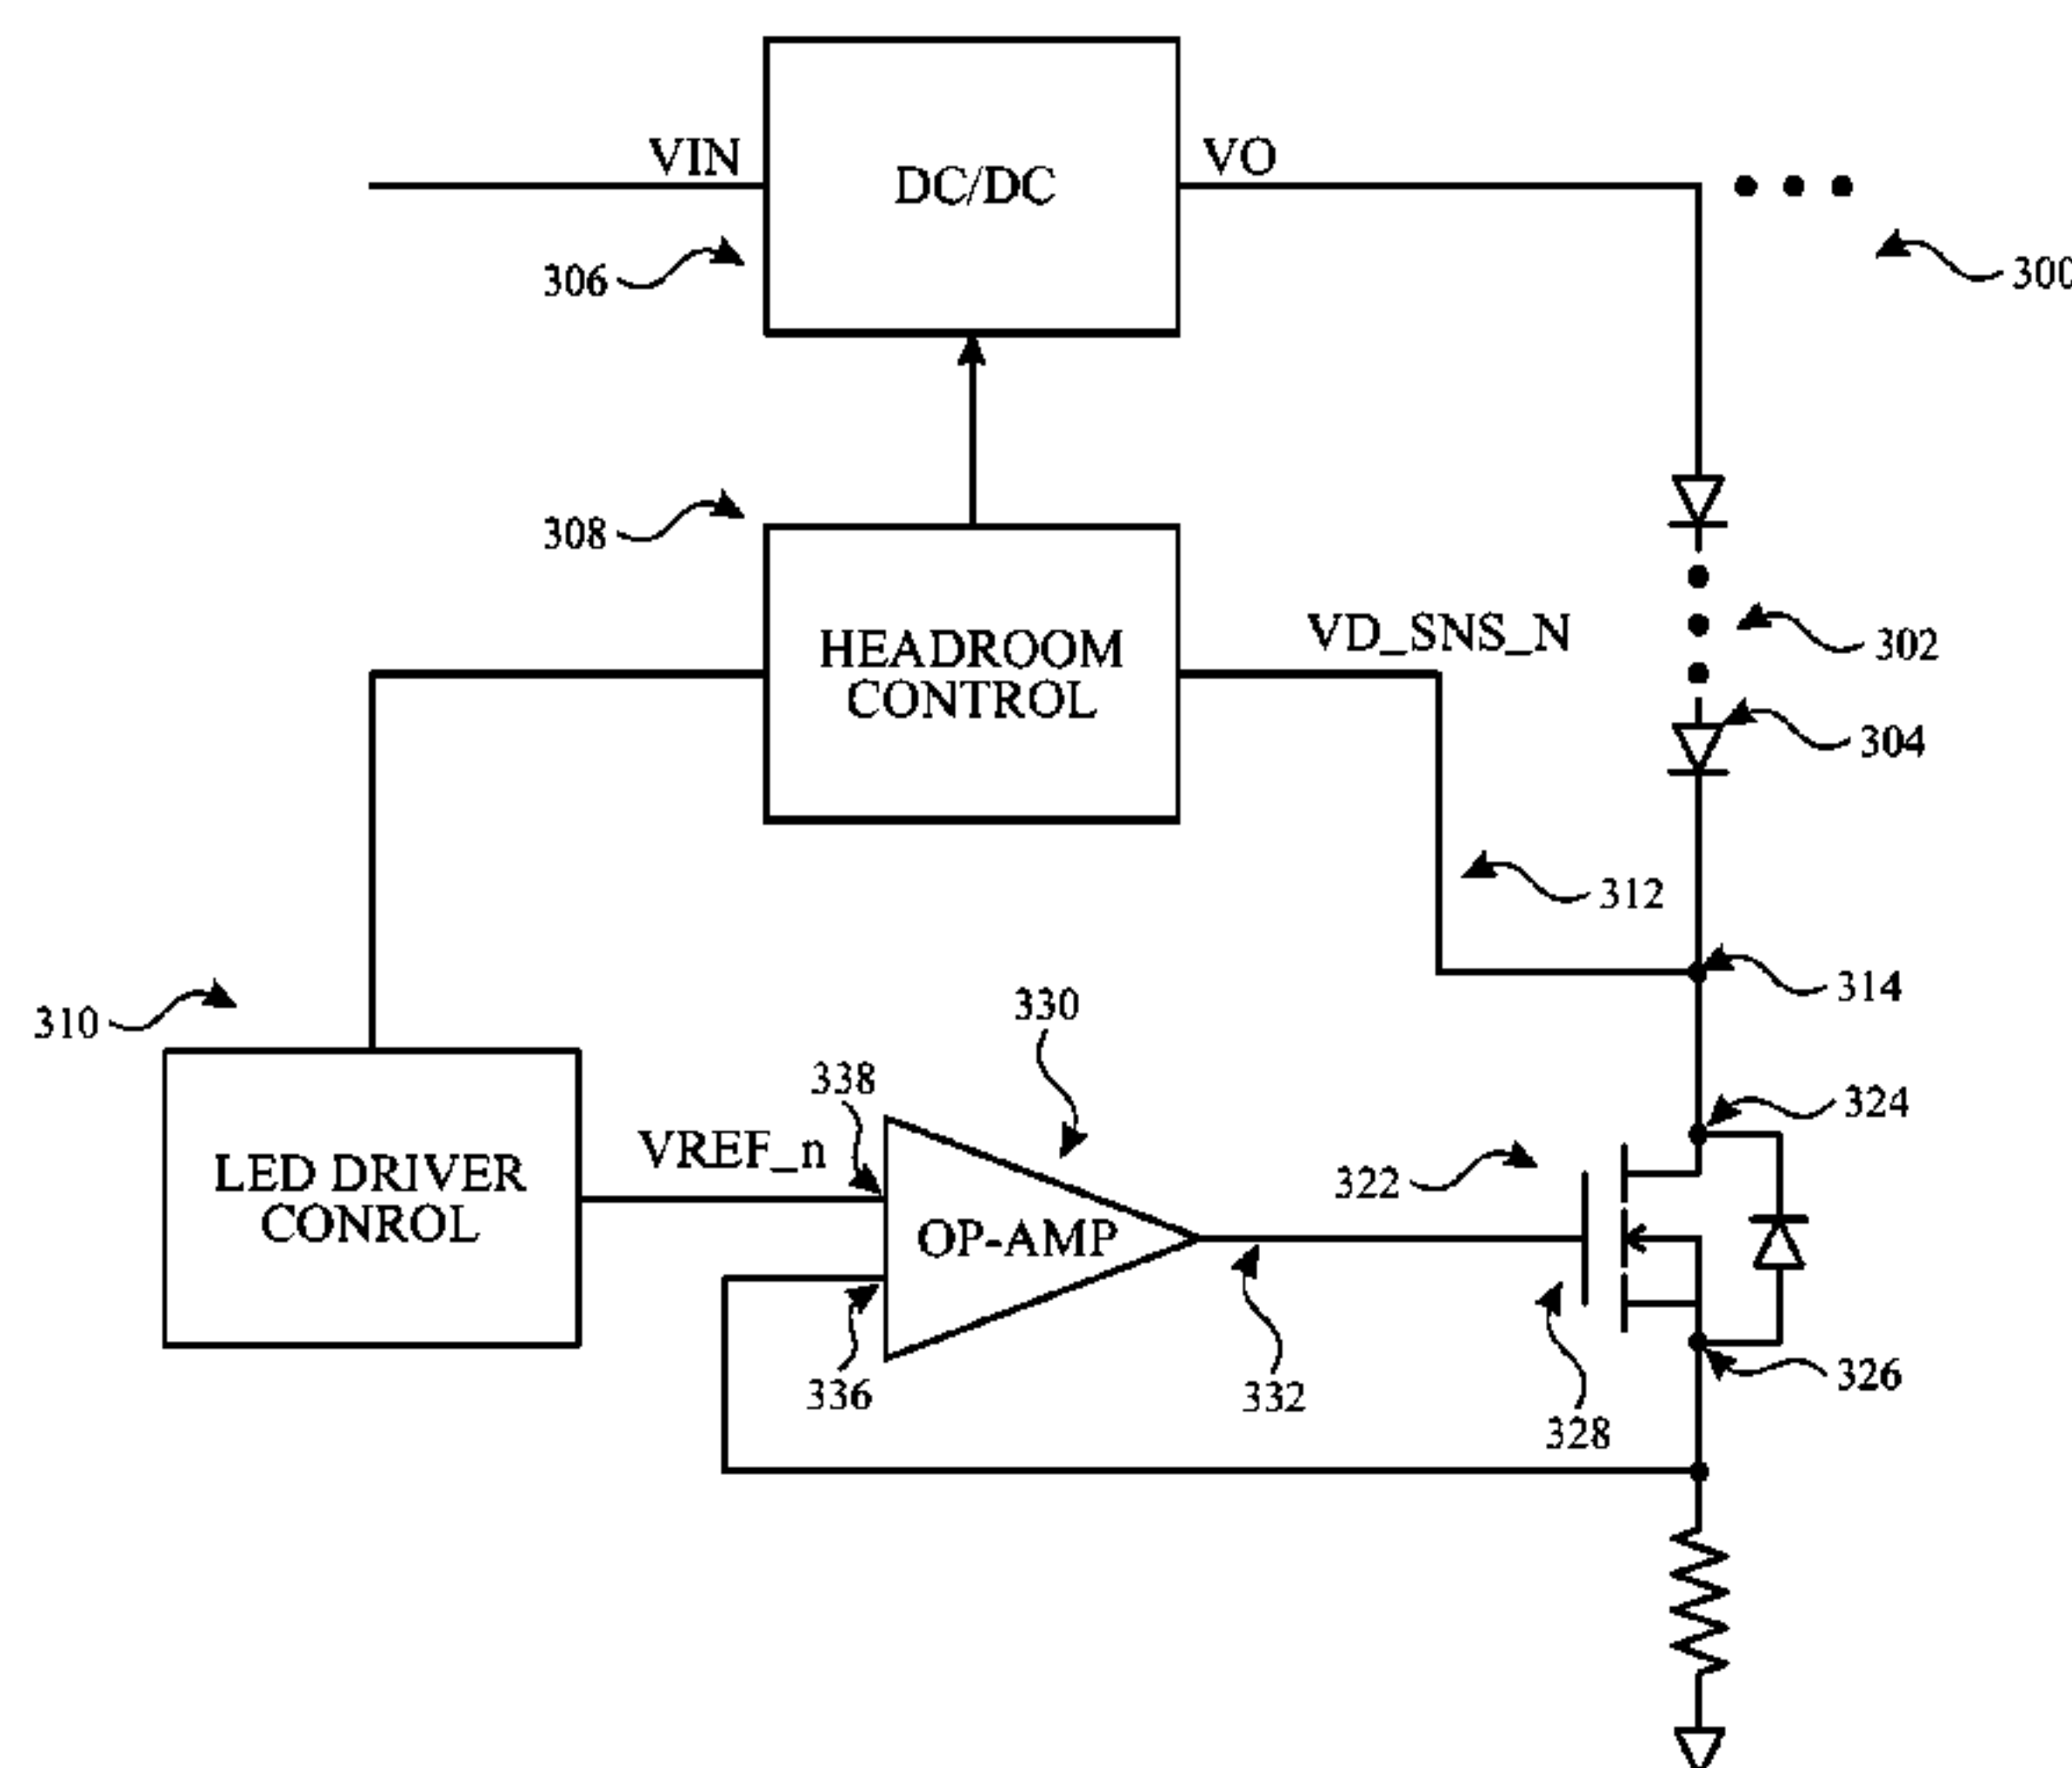 VIN
DC/DC
VO
306
300
308
HEADROOM
CONTROL
VD_SNS_N
302
304
312
314
310
330
338
324
LED DRIVER
CONROL
VREF_n
OP-AMP
322
336
332
328
326